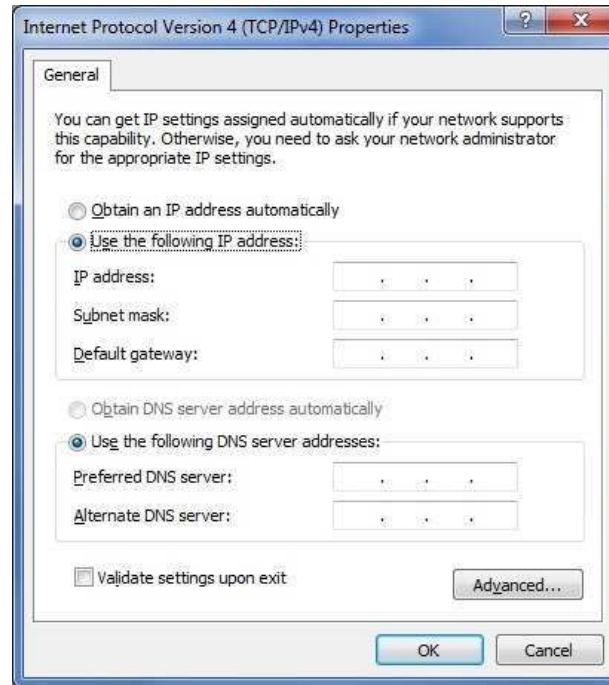 Internet Protocol Version 4 (TCP/IPv4) Properties
?
General
You can get IP settings assigned automatically if your network supports
this capability. Otherwise, you need to ask your network administrator
for the appropriate IP settings.
Obtain an IP address automatically
Use the following IP address:
IP address: . . .
Subnet mask: . . .
Default gateway: . . .
Obtain DNS server address automatically
Use the following DNS server addresses:
Preferred DNS server: . . .
Alternate DNS server: . . .
Validate settings upon exit
Advanced...
OK Cancel